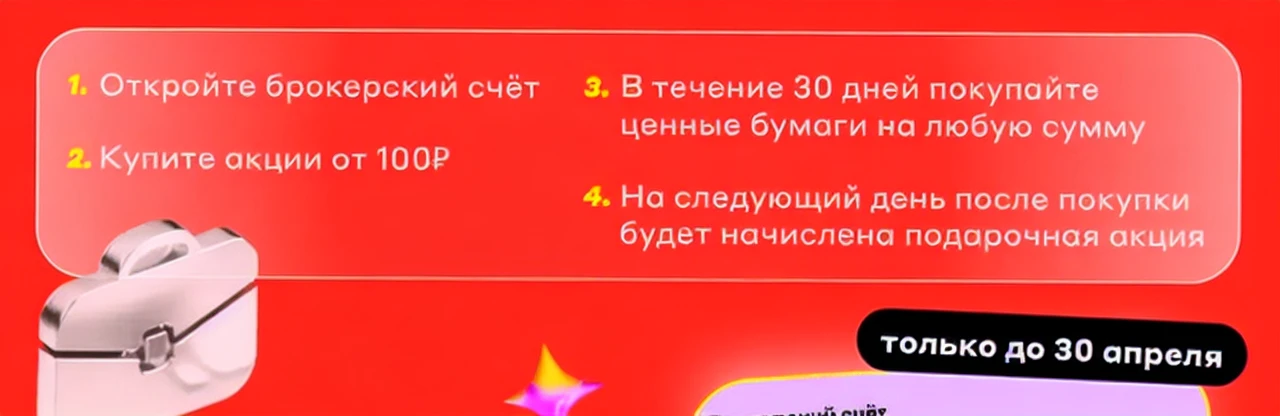 1. Откройте брокерский счёт
2. Купите акции от 100₽
3. В течение 30 дней покупайте
ценные бумаги на любую сумму
4. На следующий день после покупки
будет начислена подарочная акция
только до 30 апреля
счёт